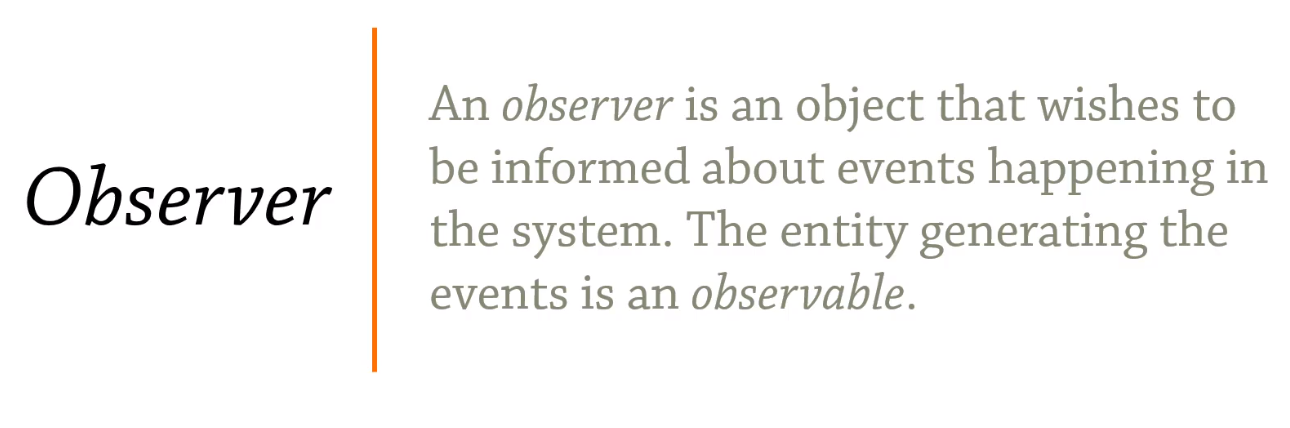 Observer
An observer is an object that wishes to
be informed about events happening in
the system. The entity generating the
events is an observable.